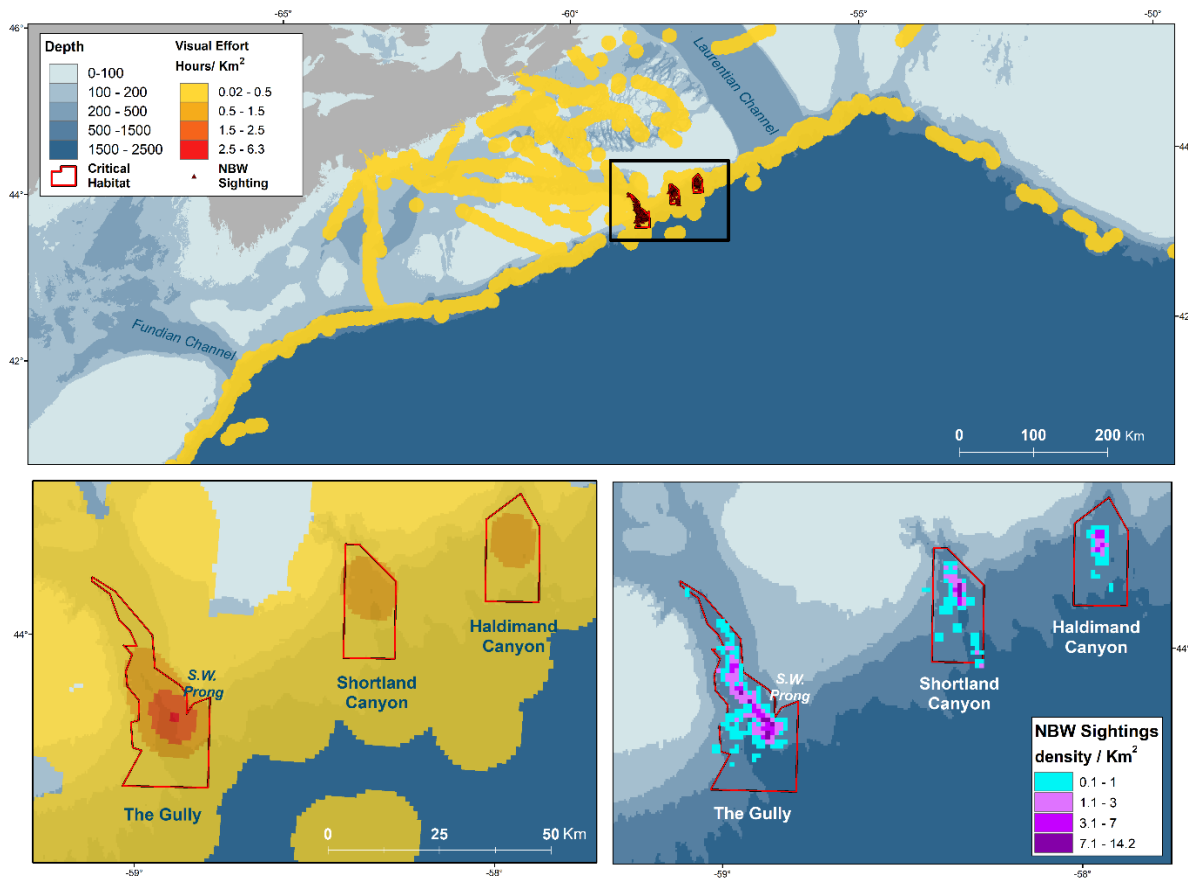 -65° -60° -55° -50°
46°
44°
42°
44
42
Depth
0-100
100 - 200
200 - 500
500 -1500
1500 - 2500
Critical
Habitat
Visual Effort
Hours/ Km²
0.02 - 0.5
0.5 - 1.5
1.5 - 2.5
2.5 - 6.3
NBW
Sighting
Laurentian Channel
Fundian Channel
0 100 200 Km
44°
S.W.
Prong
Haldimand
Canyon
Shortland
Canyon
The Gully
0 25 50 Km
-59° -58°
44°
S.W.
Prong
Haldimand
Canyon
Shortland
Canyon
The Gully
NBW Sightings
density / Km²
0.1 - 1
1.1 - 3
3.1 - 7
7.1 - 14.2
-59° -58°